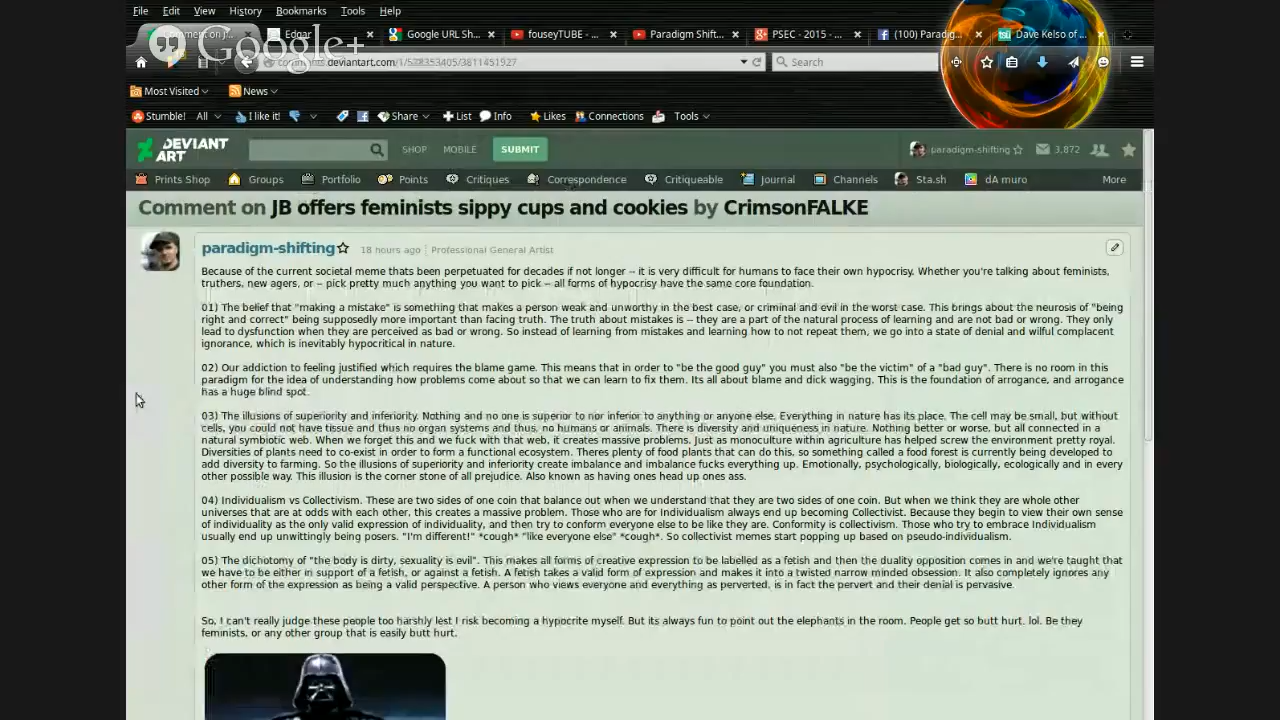 File Edit View History Bookmarks Tools Help
Google+
Edgar Google URL Sh... fouseyTUBE - ... Paradigm Shift... PSEC - 2015 - ... (100) Paradig... Dave Kelso of ...
deviantart.com/1/528353405/3811451927 Search
Most Visited News
Stumble! All I like it! Share List Info Likes Connections Tools
DEVIANT ART SHOP MOBILE SUBMIT paradigm-shifting 3,872
Prints Shop Groups Portfolio Points Critiques Correspondence Critiqueable Journal Channels Sta.sh dA muro More
Comment on JB offers feminists sippy cups and cookies by CrimsonFALKE
paradigm-shifting 18 hours ago Professional General Artist
Because of the current societal meme thats been perpetuated for decades if not longer -- it is very difficult for humans to face their own hypocrisy. Whether you're talking about feminists,
truthers, new agers, or -- pick pretty much anything you want to pick -- all forms of hypocrisy have the same core foundation.
01) The belief that "making a mistake" is something that makes a person weak and unworthy in the best case, or criminal and evil in the worst case. This brings about the neurosis of "being
right and correct" being supposedly more important than facing truth. The truth about mistakes is -- they are a part of the natural process of learning and are not bad or wrong. They only
lead to dysfunction when they are perceived as bad or wrong. So instead of learning from mistakes and learning how to not repeat them, we go into a state of denial and wilful complacent
ignorance, which is inevitably hypocritical in nature.
02) Our addiction to feeling justified which requires the blame game. This means that in order to "be the good guy" you must also "be the victim" of a "bad guy". There is no room in this
paradigm for the idea of understanding how problems come about so that we can learn to fix them. Its all about blame and dick wagging. This is the foundation of arrogance, and arrogance
has a huge blind spot.
03) The illusions of superiority and inferiority. Nothing and no one is superior to nor inferior to anything or anyone else. Everything in nature has its place. The cell may be small, but without
cells, you could not have tissue and thus no organ systems and thus, no humans or animals. There is diversity and uniqueness in nature. Nothing better or worse, but all connected in a
natural symbiotic web. When we forget this and we fuck with that web, it creates massive problems. Just as monoculture within agriculture has helped screw the environment pretty royal.
Diversities of plants need to co-exist in order to form a functional ecosystem. Theres plenty of food plants that can do this, so something called a food forest is currently being developed to
add diversity to farming. So the illusions of superiority and inferiority create imbalance and imbalance fucks everything up. Emotionally, psychologically, biologically, ecologically and in every
other possible way. This illusion is the corner stone of all prejudice. Also known as having ones head up ones ass.
04) Individualism vs Collectivism. These are two sides of one coin that balance out when we understand that they are two sides of one coin. But when we think they are whole other
universes that are at odds with each other, this creates a massive problem. Those who are for Individualism always end up becoming Collectivist. Because they begin to view their own sense
of individuality as the only valid expression of individuality, and then try to conform everyone else to be like they are. Conformity is collectivism. Those who try to embrace Individualism
usually end up unwittingly being posers. "I'm different!" *cough* "like everyone else" *cough*. So collectivist memes start popping up based on pseudo-individualism.
05) The dichotomy of "the body is dirty, sexuality is evil". This makes all forms of creative expression to be labelled as a fetish and then the duality opposition comes in and we're taught that
we have to be either in support of a fetish, or against a fetish. A fetish takes a valid form of expression and makes it into a twisted narrow minded obsession. It also completely ignores any
other form of the expression as being a valid perspective. A person who views everyone and everything as perverted, is in fact the pervert and their denial is pervasive.
So, I can't really judge these people too harshly lest I risk becoming a hypocrite myself. But its always fun to point out the elephants in the room. People get so butt hurt. lol. Be they
feminists, or any other group that is easily butt hurt.